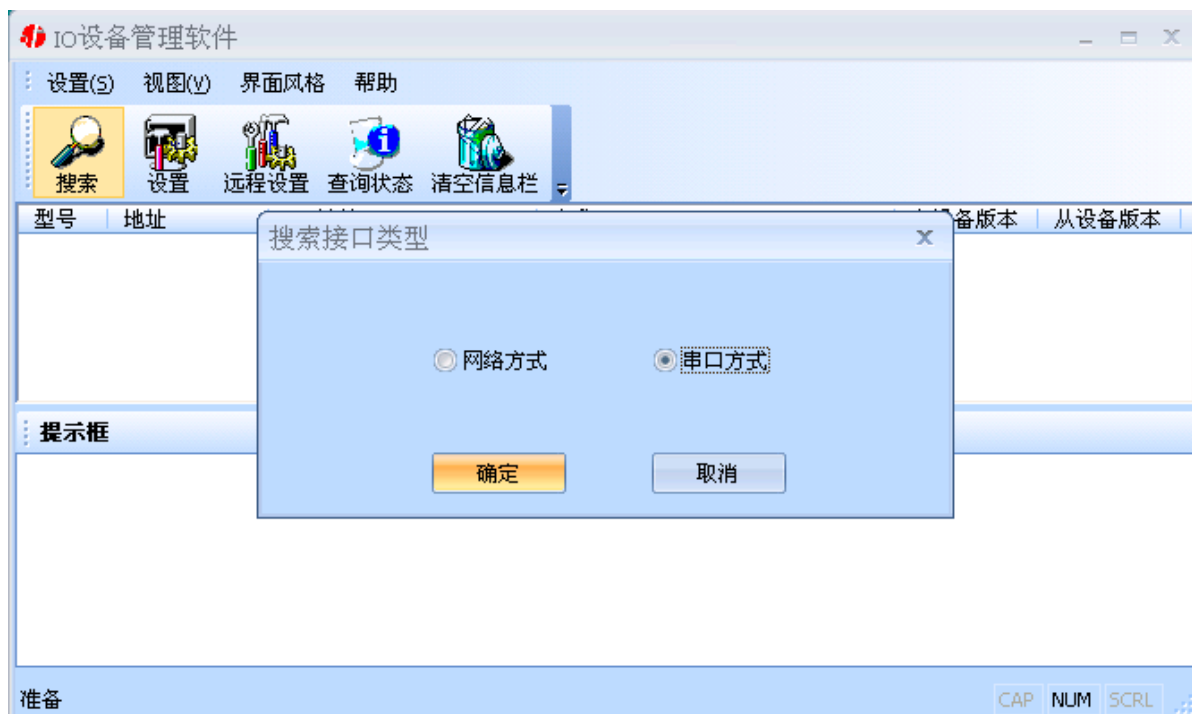 IO设备管理软件
设置(S) 视图(V) 界面风格 帮助
搜索 设置 远程设置 查询状态 清空信息栏
型号 地址 备版本 从设备版本
搜索接口类型
网络方式 串口方式
确定 取消
提示框
准备 CAP NUM SCRL